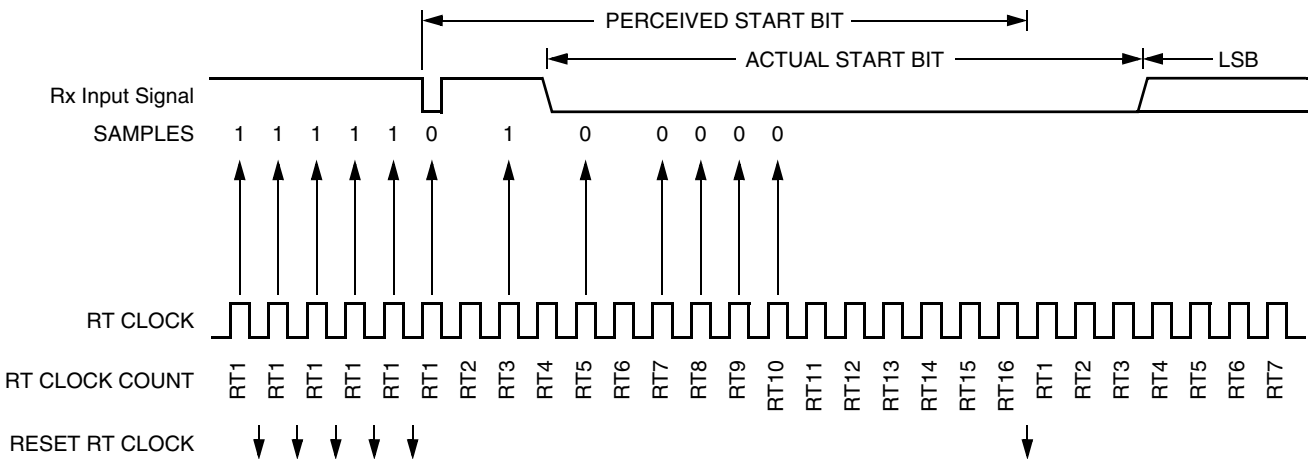 PERCEIVED START BIT
ACTUAL START BIT LSB
Rx Input Signal
SAMPLES 1 1 1 1 1 0 1 0 0 0 0 0
RT CLOCK
RT CLOCK COUNT RT1 RT1 RT1 RT1 RT1 RT1 RT2 RT3 RT4 RT5 RT6 RT7 RT8 RT9 RT10 RT11 RT12 RT13 RT14 RT15 RT16 RT1 RT2 RT3 RT4 RT5 RT6 RT7
RESET RT CLOCK